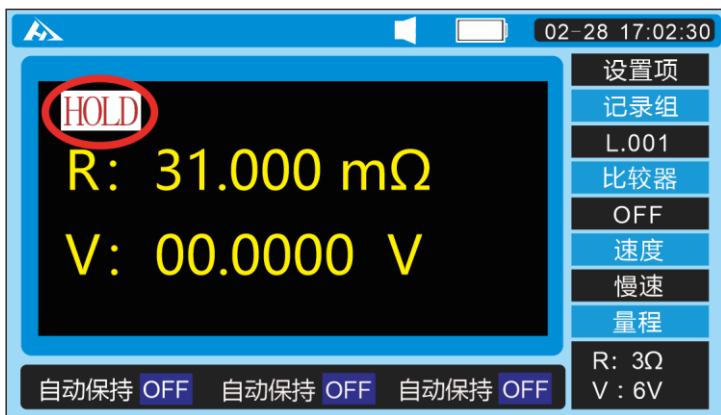 02-28 17:02:30
HOLD
R: 31.000 mΩ
V: 00.0000 V
设置项
记录组
L.001
比较器
OFF
速度
慢速
量程
R: 3Ω
V : 6V
自动保持 OFF 自动保持 OFF 自动保持 OFF